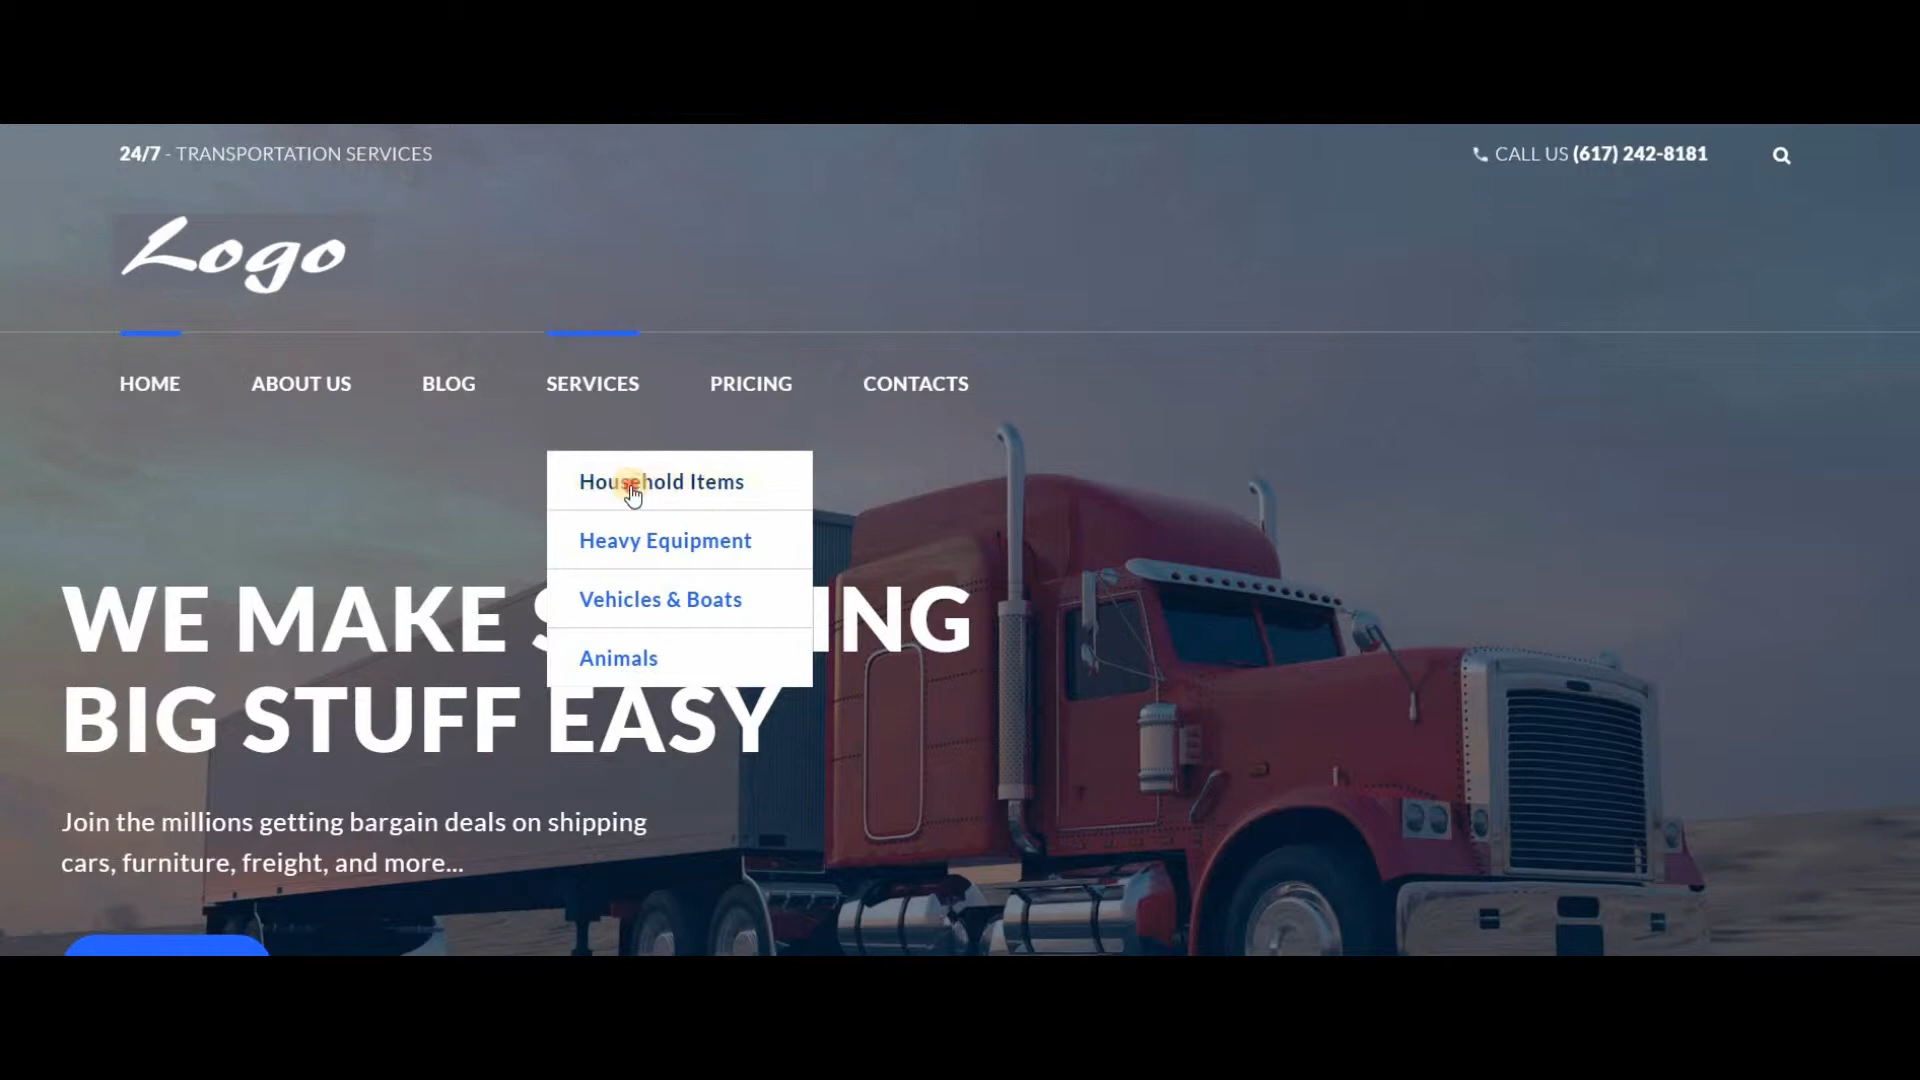 24/7 - TRANSPORTATION SERVICES
CALL US (617) 242-8181
Logo
HOME
ABOUT US
BLOG
SERVICES
PRICING
CONTACTS
Household Items
Heavy Equipment
Vehicles & Boats
Animals
WE MAKE S ING
BIG STUFF EASY
Join the millions getting bargain deals on shipping
cars, furniture, freight, and more...